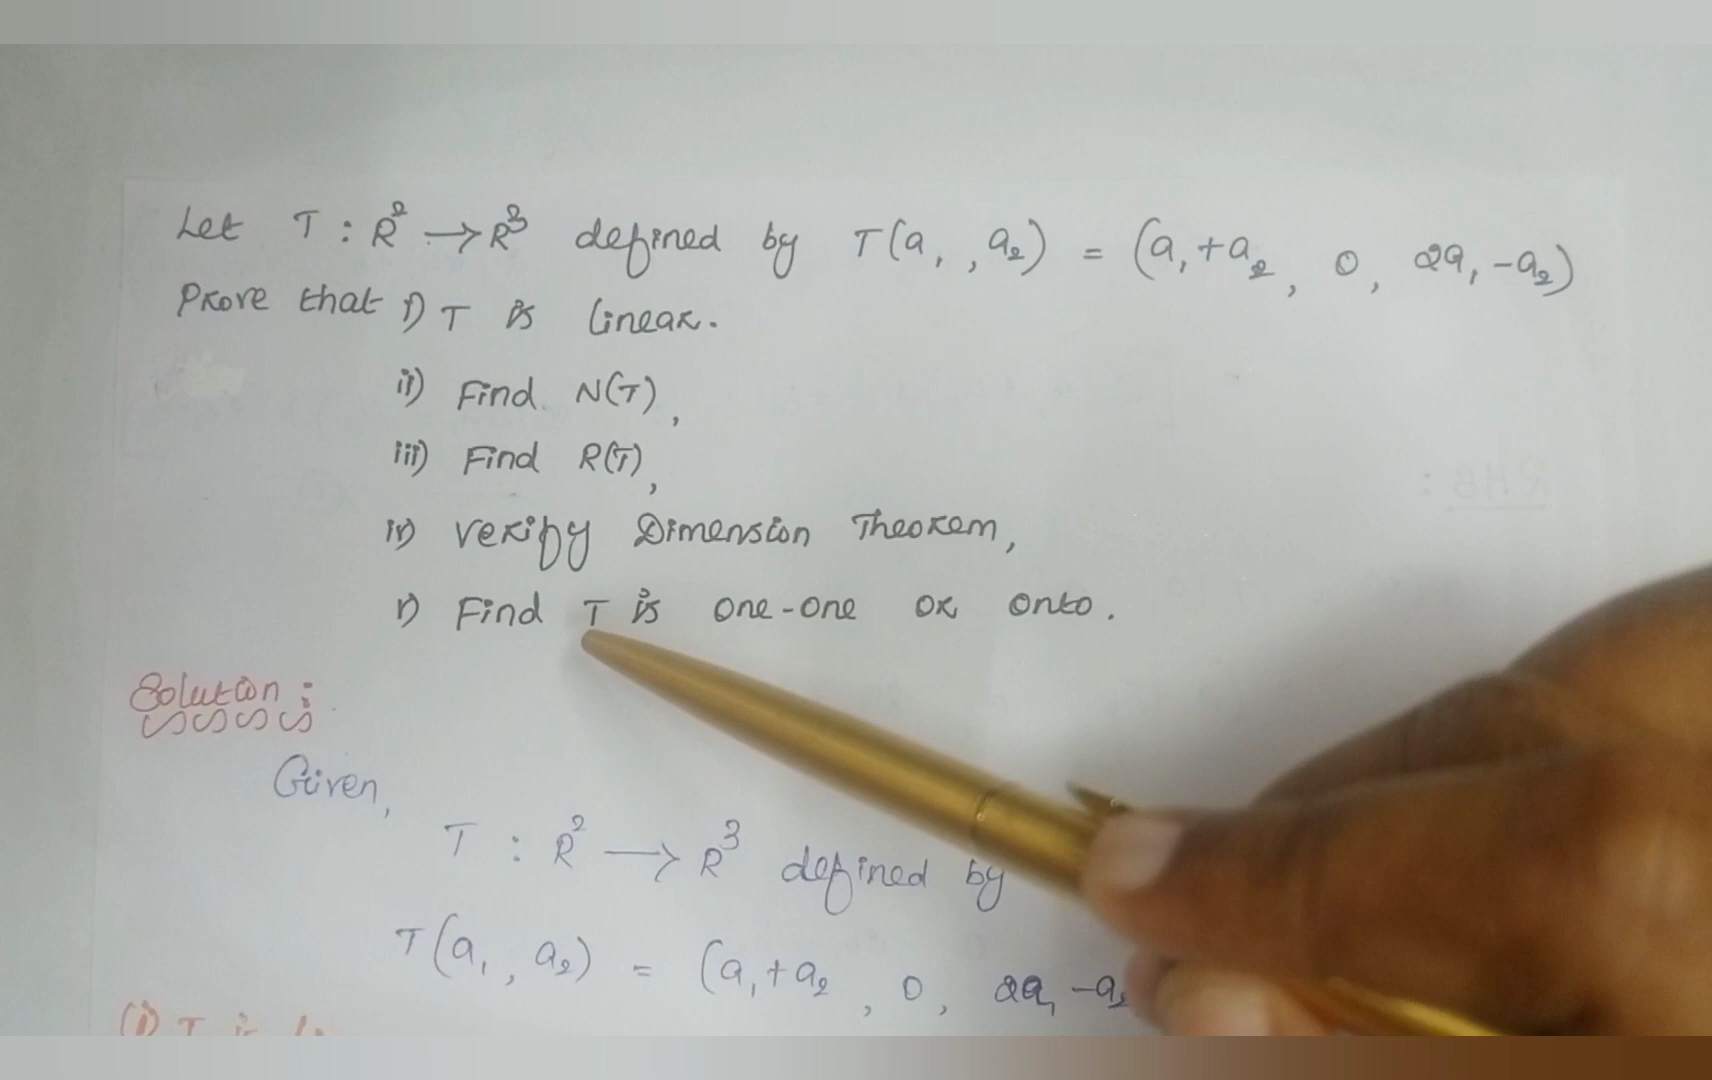 Let T : R² → R³ defined by T(a₁, a₂) = (a₁+a₂, 0, 2a₁-a₂)
Prove that i) T is linear.
ii) Find N(T),
iii) Find R(T),
iv) Verify Dimension Theorem,
v) Find T is one-one or onto.
Solution:
Given,
T : R² → R³ defined by
T(a₁, a₂) = (a₁+a₂, 0, 2a₁-a₂
(i) T is